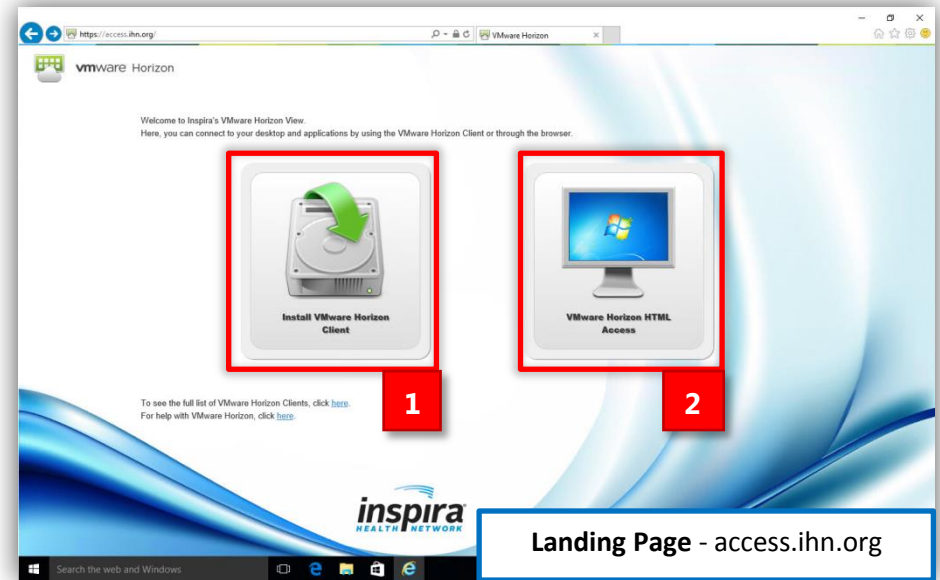 https://access.ihn.org/
VMware Horizon
vmware Horizon
Welcome to Inspira's VMware Horizon View.
Here, you can connect to your desktop and applications by using the VMware Horizon Client or through the browser.
Install VMware Horizon
Client
VMware Horizon HTML
Access
1
2
To see the full list of VMware Horizon Clients, click here.
For help with VMware Horizon, click here.
inspira
HEALTH NETWORK
Landing Page - access.ihn.org
Search the web and Windows